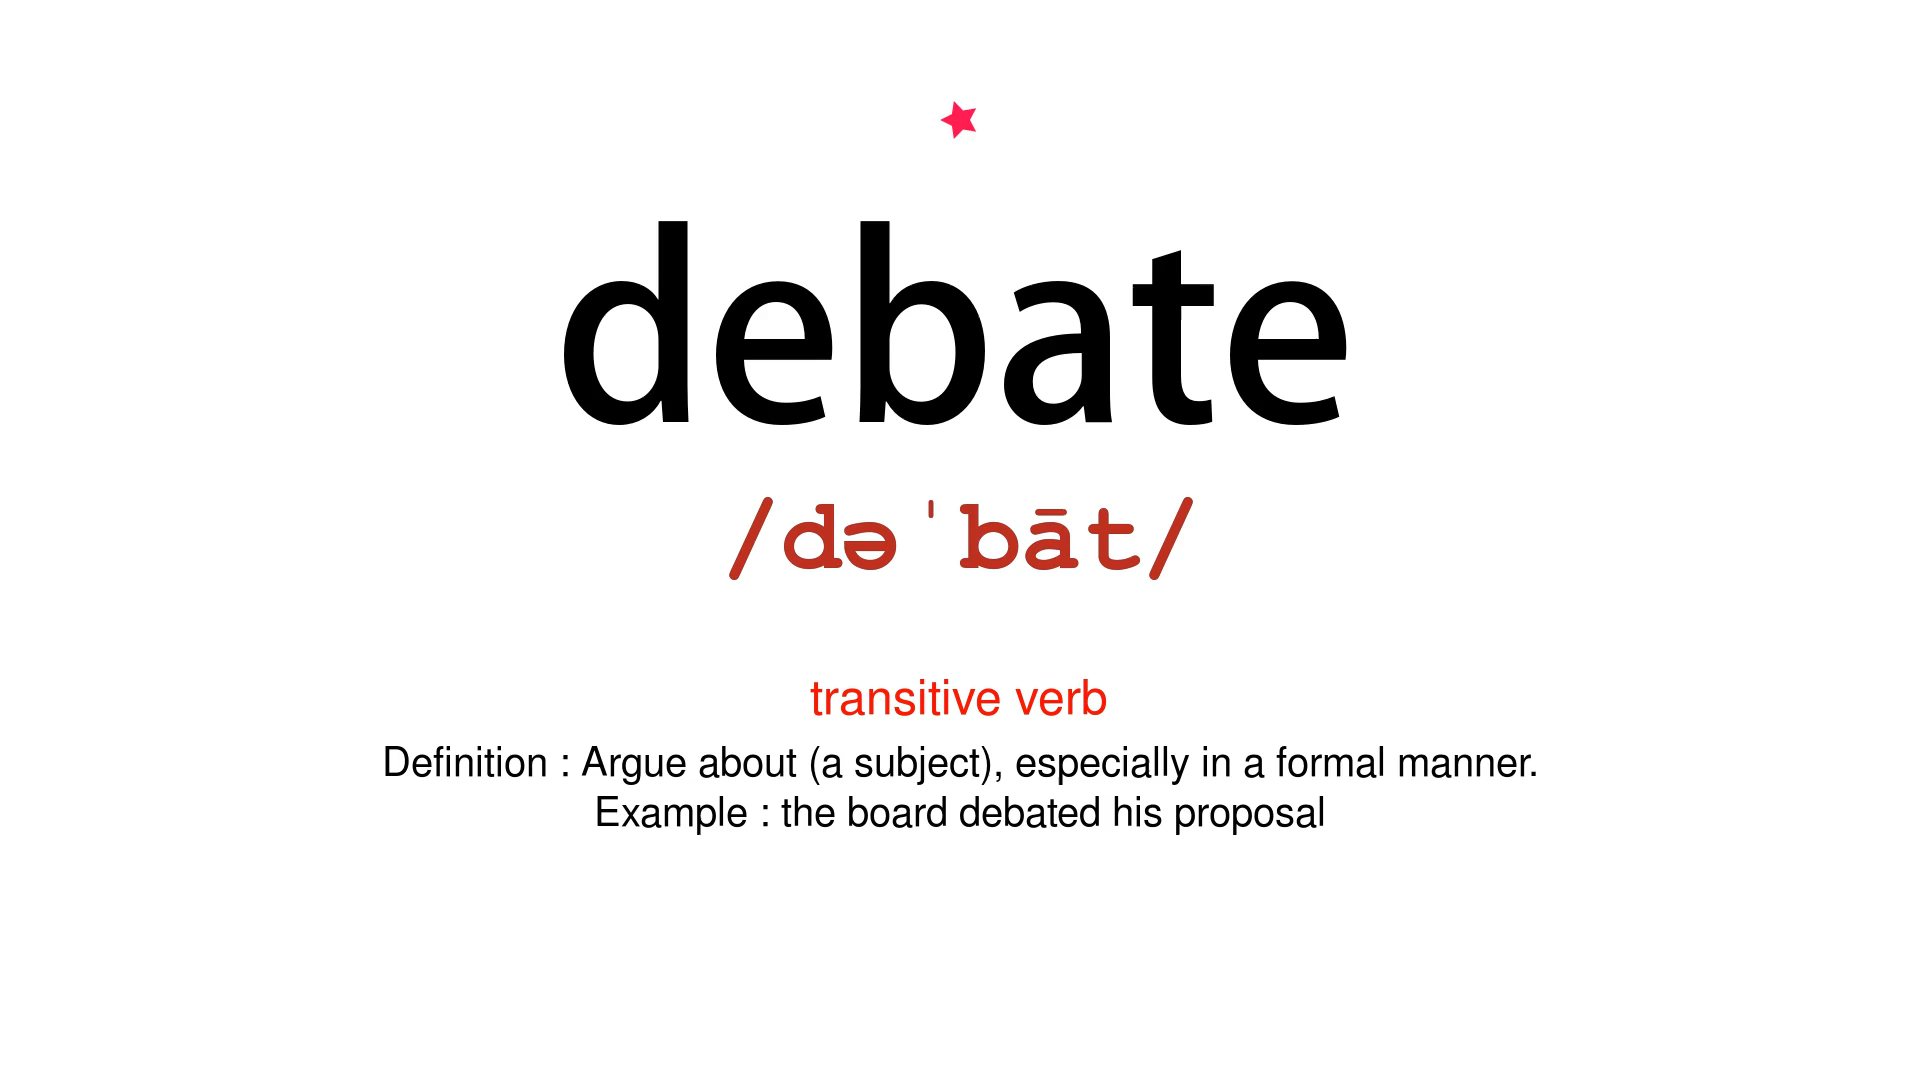 debate
/dəˈbāt/
transitive verb
Definition : Argue about (a subject), especially in a formal manner.
Example : the board debated his proposal